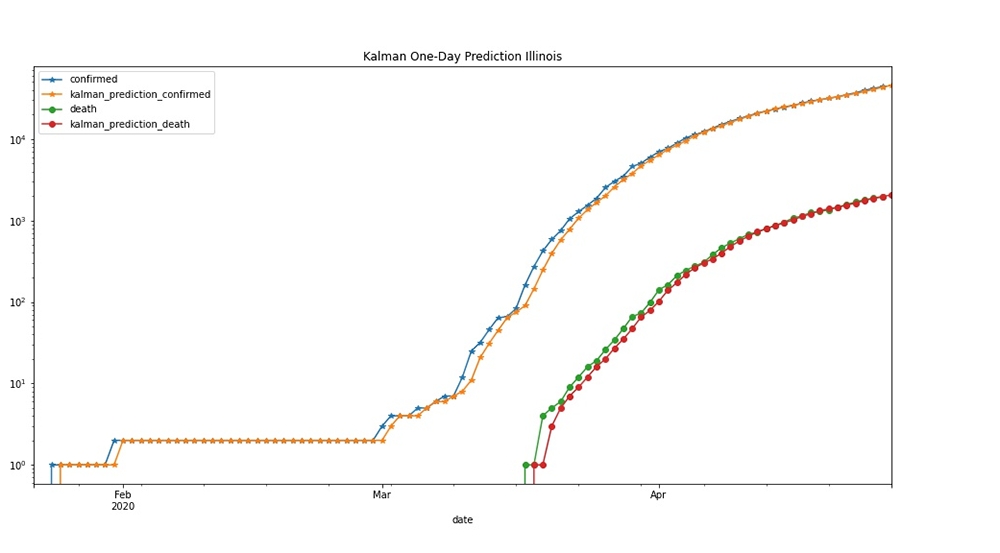 Kalman One-Day Prediction Illinois
confirmed
kalman_prediction_confirmed
death
kalman_prediction_death
10⁴
10³
10²
10¹
10⁰
Feb
2020
Mar
Apr
date